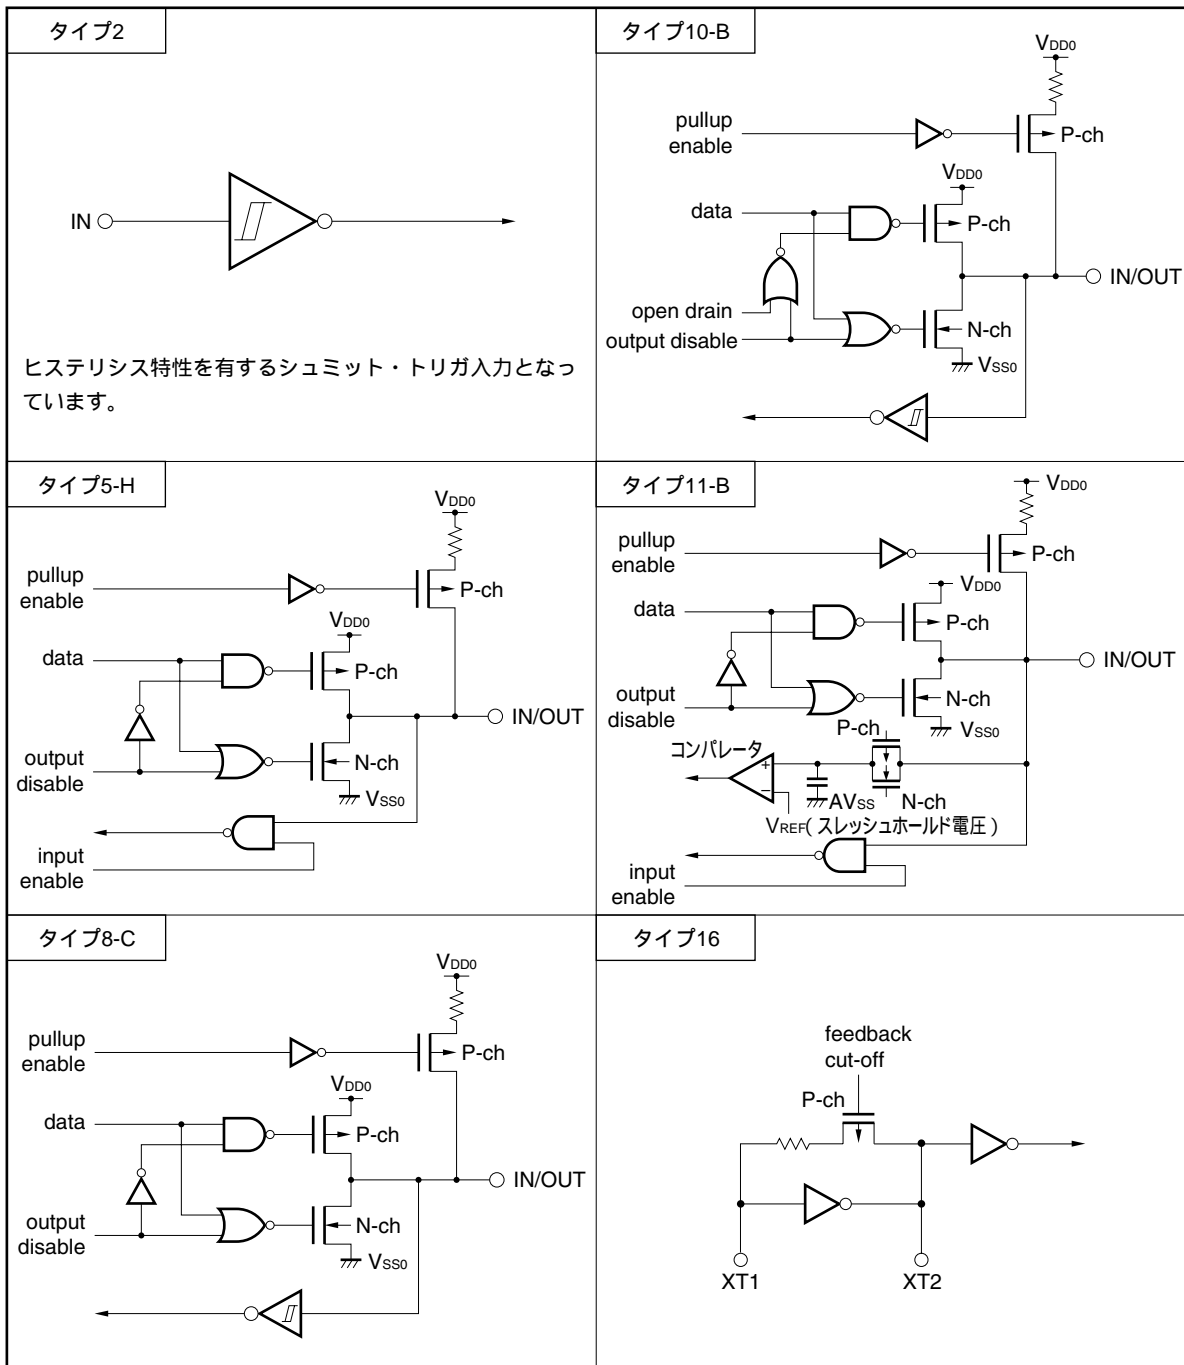 タイプ2
IN
ヒステリシス特性を有するシュミット・トリガ入力となっ
ています。
タイプ10-B
VDD0
pullup
enable
P-ch
VDD0
data
P-ch
open drain
output disable
IN/OUT
N-ch
VSS0
タイプ5-H
VDD0
pullup
enable
P-ch
VDD0
data
P-ch
IN/OUT
output
disable
N-ch
VSS0
input
enable
タイプ11-B
VDD0
pullup
enable
P-ch
VDD0
data
P-ch
IN/OUT
output
disable
N-ch
P-ch
VSS0
コンパレータ
+
−
AVSS
N-ch
VREF(スレッシュホールド電圧)
input
enable
タイプ8-C
VDD0
pullup
enable
P-ch
VDD0
data
P-ch
IN/OUT
output
disable
N-ch
VSS0
タイプ16
feedback
cut-off
P-ch
XT1
XT2